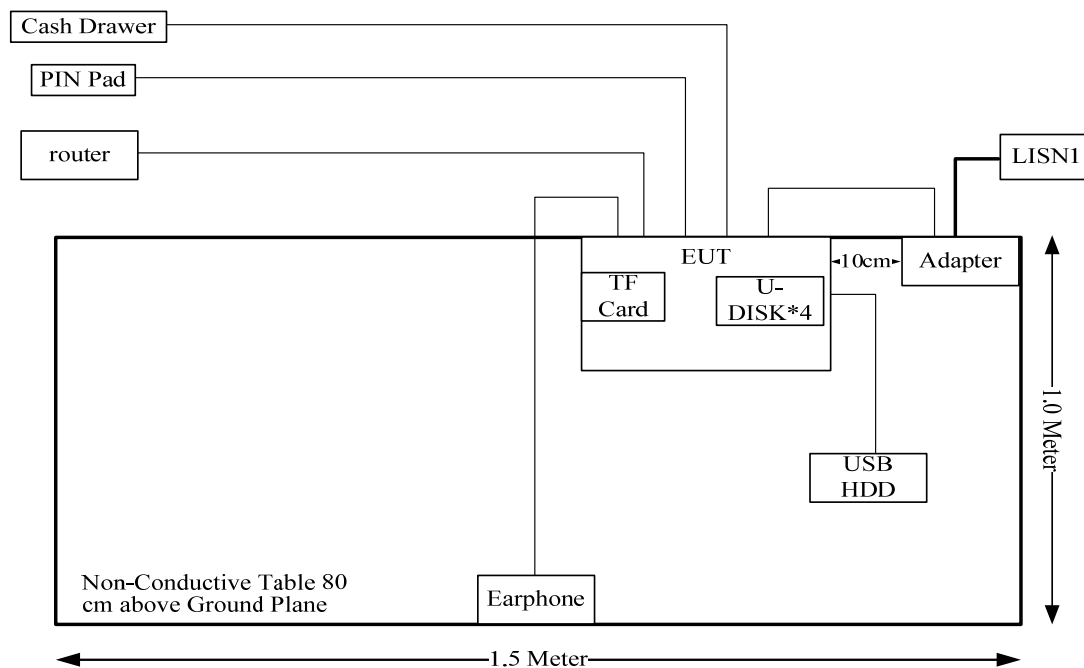 Cash Drawer
PIN Pad
router
LISN1
EUT
10cm
Adapter
TF
Card
U-
DISK*4
1.0 Meter
USB
HDD
Non-Conductive Table 80
cm above Ground Plane
Earphone
1.5 Meter